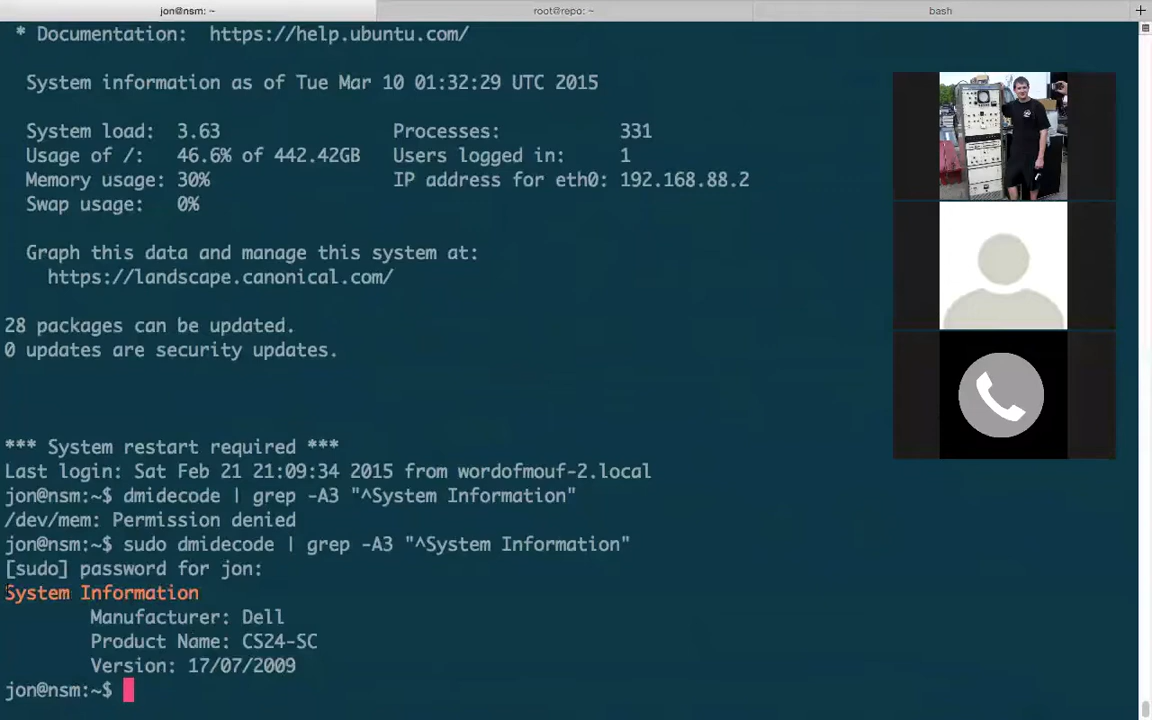 jon@nsm: ~
root@repo: ~
bash
* Documentation: https://help.ubuntu.com/
System information as of Tue Mar 10 01:32:29 UTC 2015
System load: 3.63 Processes: 331
Usage of /: 46.6% of 442.42GB Users logged in: 1
Memory usage: 30% IP address for eth0: 192.168.88.2
Swap usage: 0%
Graph this data and manage this system at:
https://landscape.canonical.com/
28 packages can be updated.
0 updates are security updates.
*** System restart required ***
Last login: Sat Feb 21 21:09:34 2015 from wordofmouf-2.local
jon@nsm:~$ dmidecode | grep -A3 "^System Information"
/dev/mem: Permission denied
jon@nsm:~$ sudo dmidecode | grep -A3 "^System Information"
[sudo] password for jon:
System Information
Manufacturer: Dell
Product Name: CS24-SC
Version: 17/07/2009
jon@nsm:~$